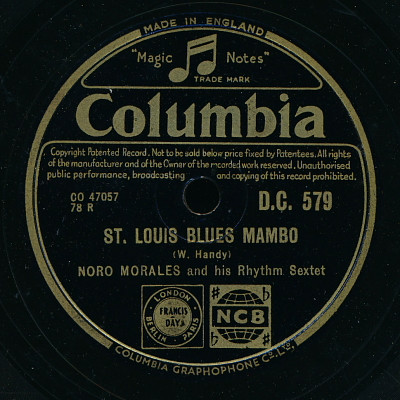 MADE IN ENGLAND
"Magic Notes"
TRADE MARK
Columbia
Copyright Patented Record. Not to be sold below price fixed by Patentees. All rights
of the manufacturer and of the Owner of the recorded work reserved. Unauthorised
public performance, broadcasting and copying of this record prohibited.
CO 47057
78 R
D.C. 579
ST. LOUIS BLUES MAMBO
(W. Handy)
NORO MORALES and his Rhythm Sextet
LONDON
FRANCIS
& DAY
BERLIN - PARIS
NCB
COLUMBIA GRAPHOPHONE Co. LTD.